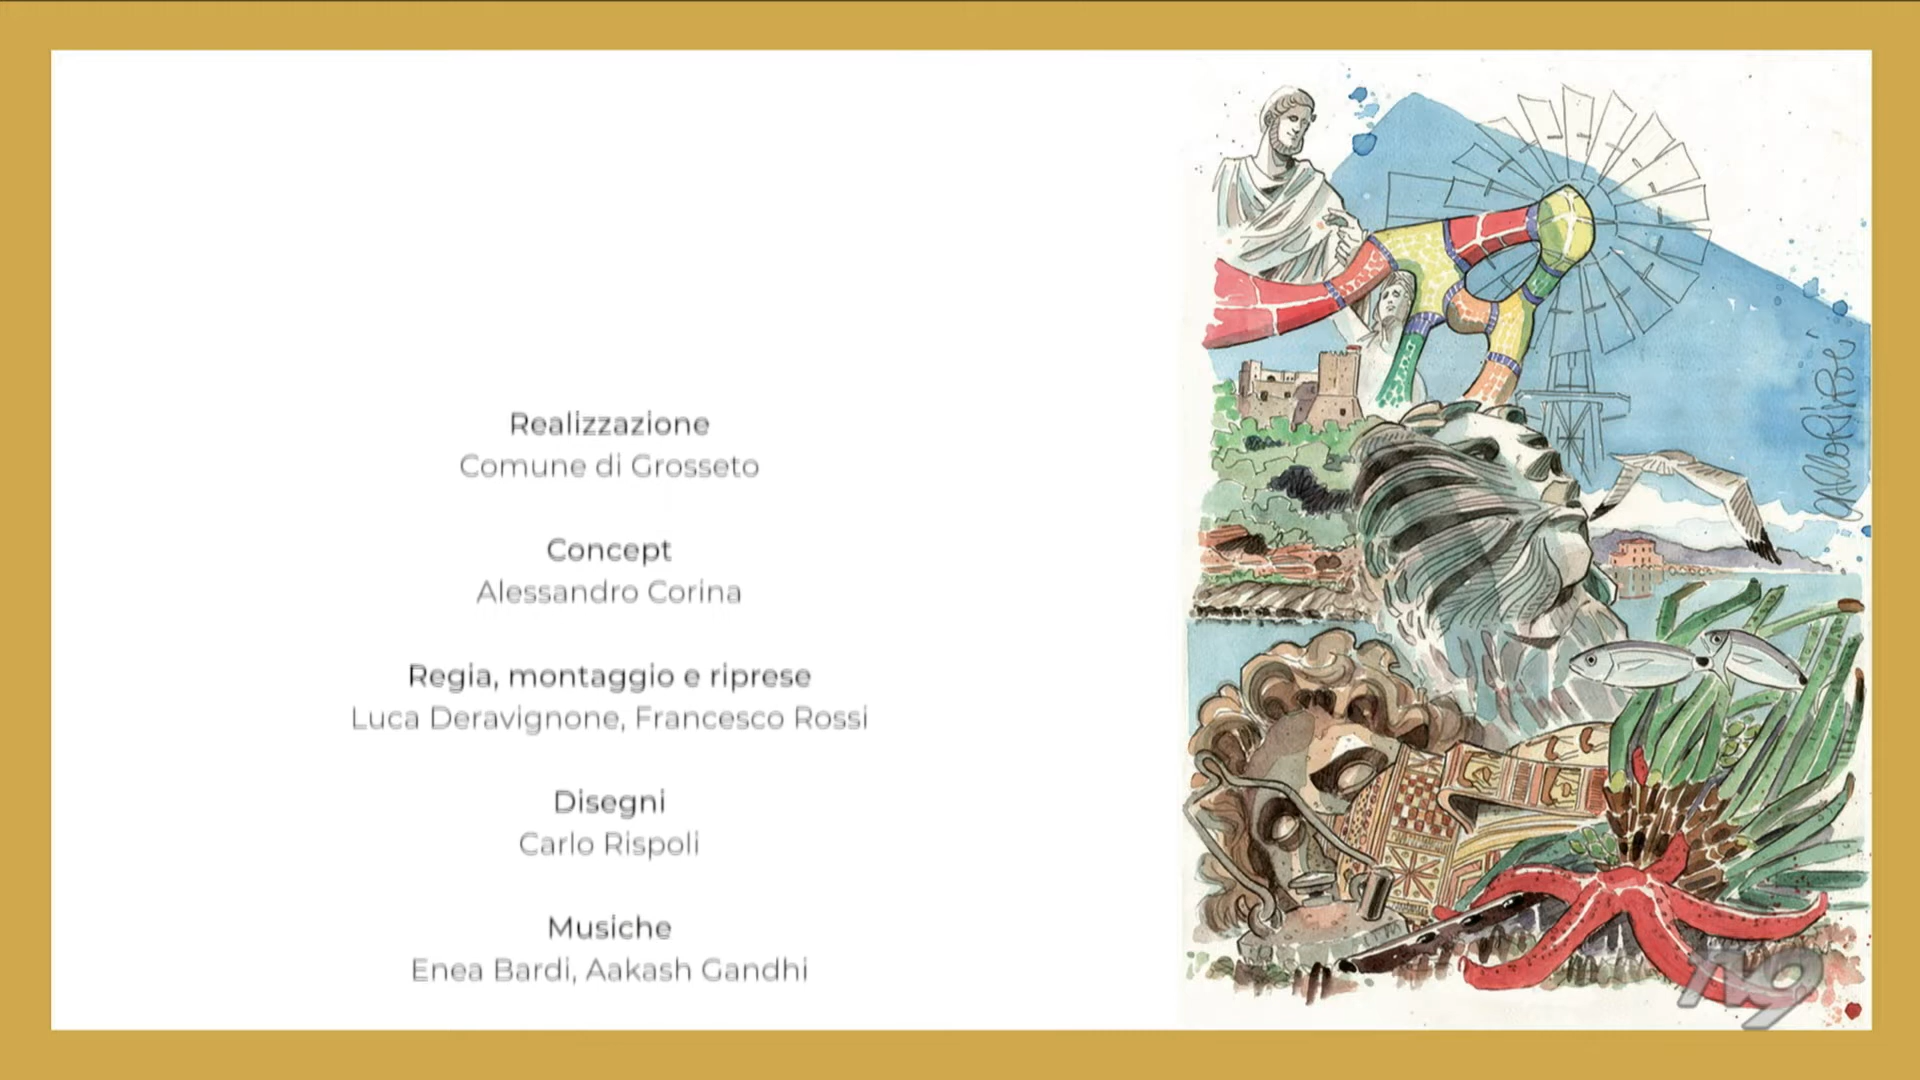 Realizzazione
Comune di Grosseto
Concept
Alessandro Corina
Regia, montaggio e riprese
Luca Deravignone, Francesco Rossi
Disegni
Carlo Rispoli
Musiche
Enea Bardi, Aakash Gandhi
tv9